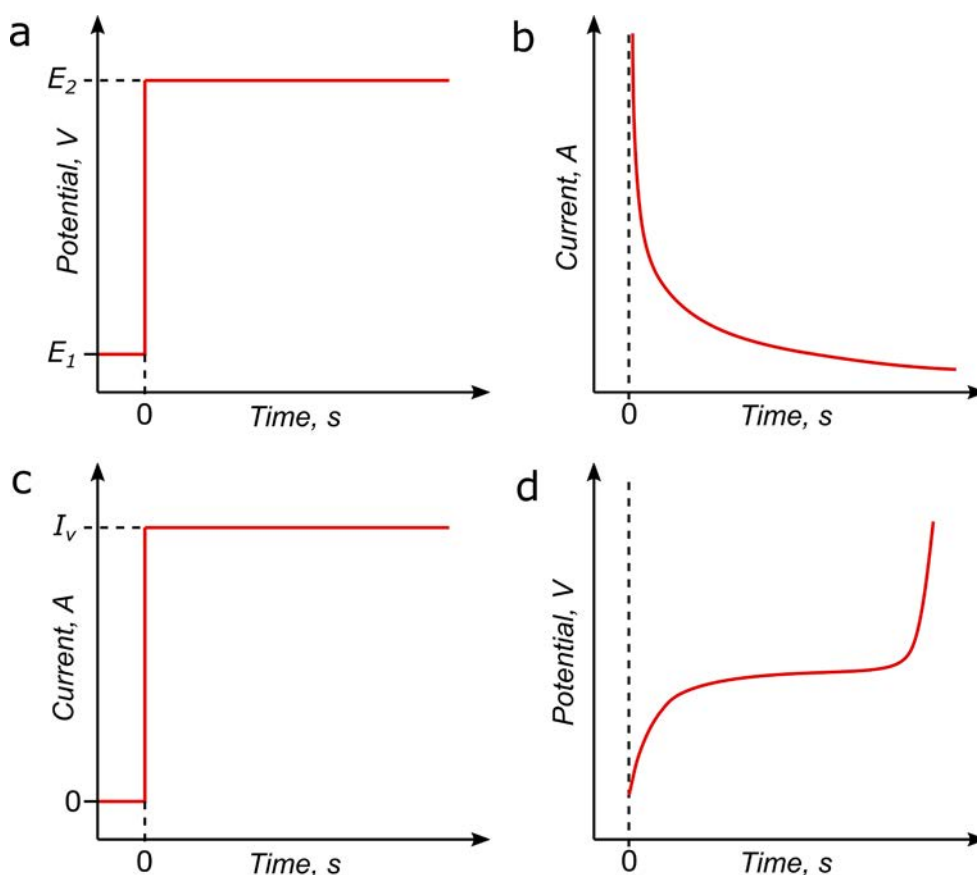 a
E₂
Potential, V
E₁
0
Time, s
b
Current, A
0
Time, s
c
Iᵥ
Current, A
0
0
Time, s
d
Potential, V
0
Time, s